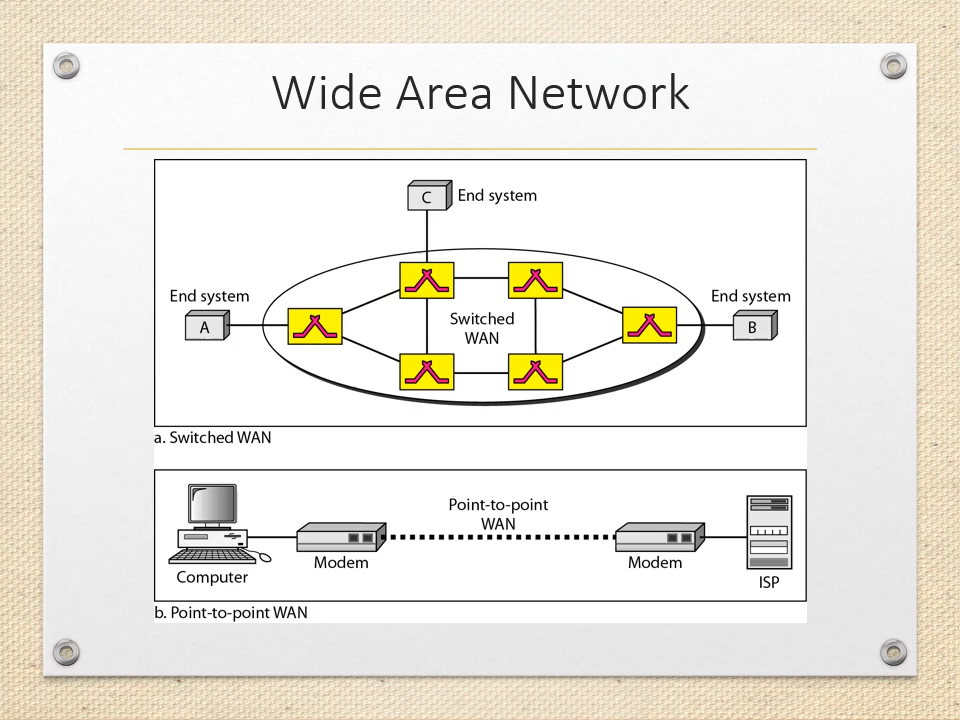 Wide Area Network
C
End system
End system
A
Switched
WAN
End system
B
a. Switched WAN
Point-to-point
WAN
Computer
Modem
Modem
ISP
b. Point-to-point WAN